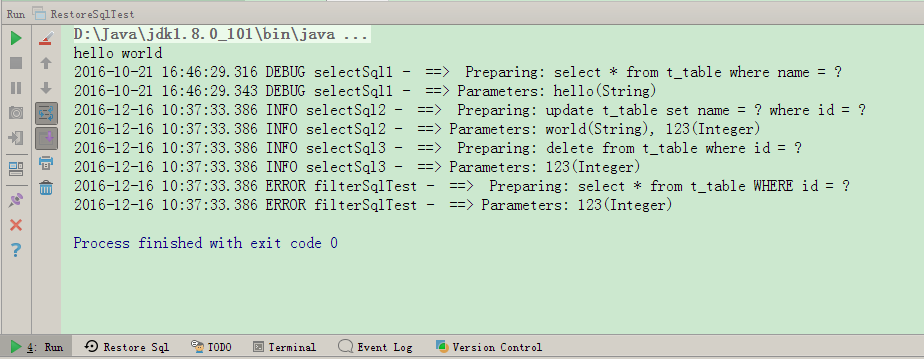 Run RestoreSqlTest
D:\Java\jdk1.8.0_101\bin\java ...
hello world
2016-10-21 16:46:29.316 DEBUG selectSql1 -  ==>  Preparing: select * from t_table where name = ?
2016-10-21 16:46:29.343 DEBUG selectSql1 -  ==> Parameters: hello(String)
2016-12-16 10:37:33.386 INFO selectSql2 -  ==>  Preparing: update t_table set name = ? where id = ?
2016-12-16 10:37:33.386 INFO selectSql2 -  ==> Parameters: world(String), 123(Integer)
2016-12-16 10:37:33.386 INFO selectSql3 -  ==>  Preparing: delete from t_table where id = ?
2016-12-16 10:37:33.386 INFO selectSql3 -  ==> Parameters: 123(Integer)
2016-12-16 10:37:33.386 ERROR filterSqlTest -  ==>  Preparing: select * from t_table WHERE id = ?
2016-12-16 10:37:33.386 ERROR filterSqlTest -  ==> Parameters: 123(Integer)
Process finished with exit code 0
4: Run Restore Sql TODO Terminal Event Log Version Control